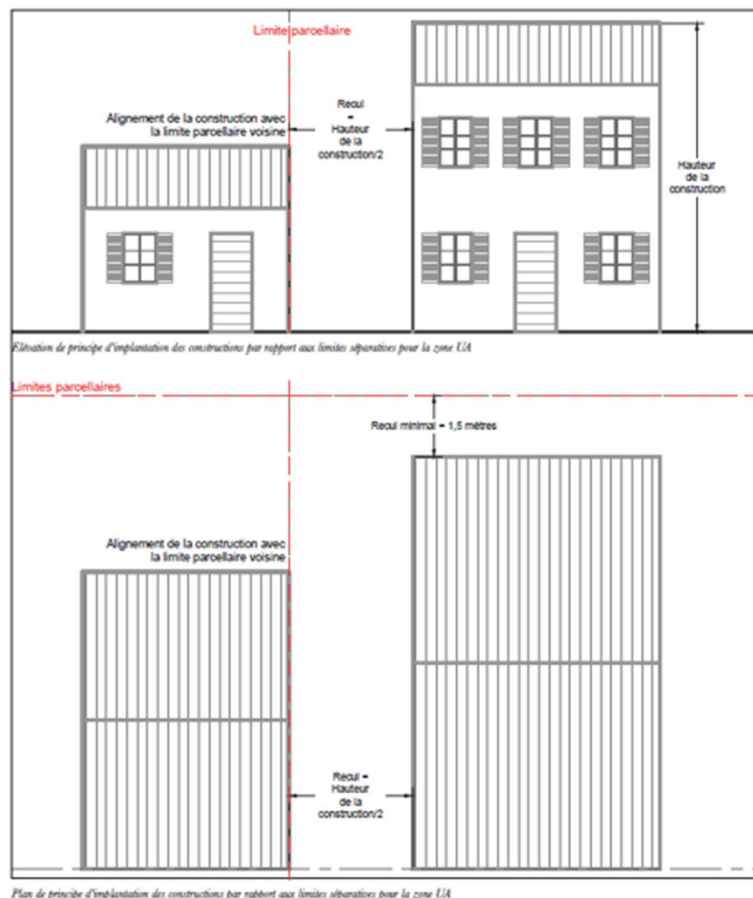 Limite parcellaire
Alignement de la construction avec
la limite parcellaire voisine
Recul
=
Hauteur
de la
construction/2
Hauteur
de la
construction
Elévation de principe d'implantation des constructions par rapport aux limites séparatives pour la zone UA
Limites parcellaires
Recul minimal = 1,5 mètres
Alignement de la construction avec
la limite parcellaire voisine
Recul =
Hauteur
de la
construction/2
Plan de principe d'implantation des constructions par rapport aux limites séparatives pour la zone UA